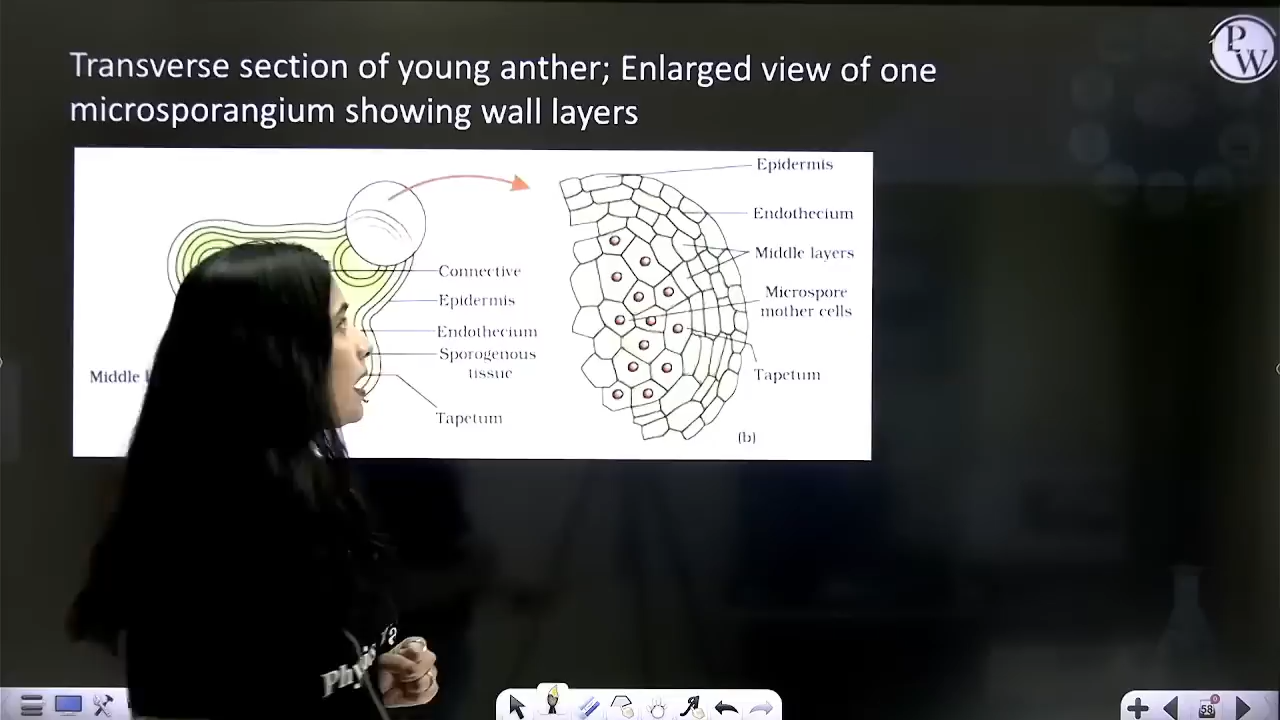 Transverse section of young anther; Enlarged view of one
microsporangium showing wall layers
PW
Epidermis
Endothecium
Middle layers
Microspore
mother cells
Tapetum
(b)
Connective
Epidermis
Endothecium
Sporogenous
tissue
Tapetum
Middle
58